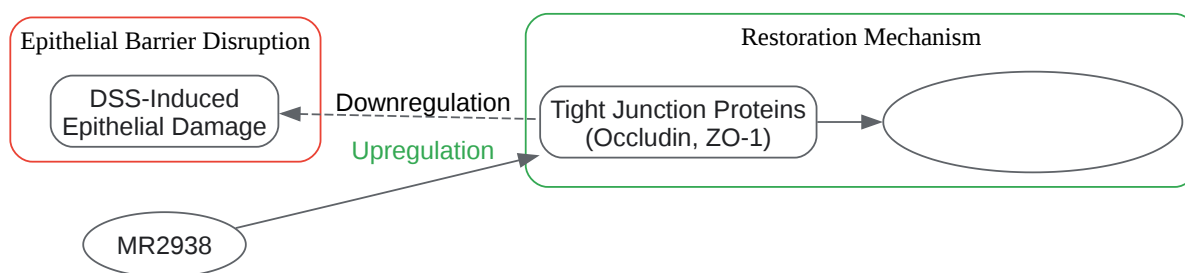 Epithelial Barrier Disruption
DSS-Induced
Epithelial Damage
Downregulation
Upregulation
MR2938
Restoration Mechanism
Tight Junction Proteins
(Occludin, ZO-1)